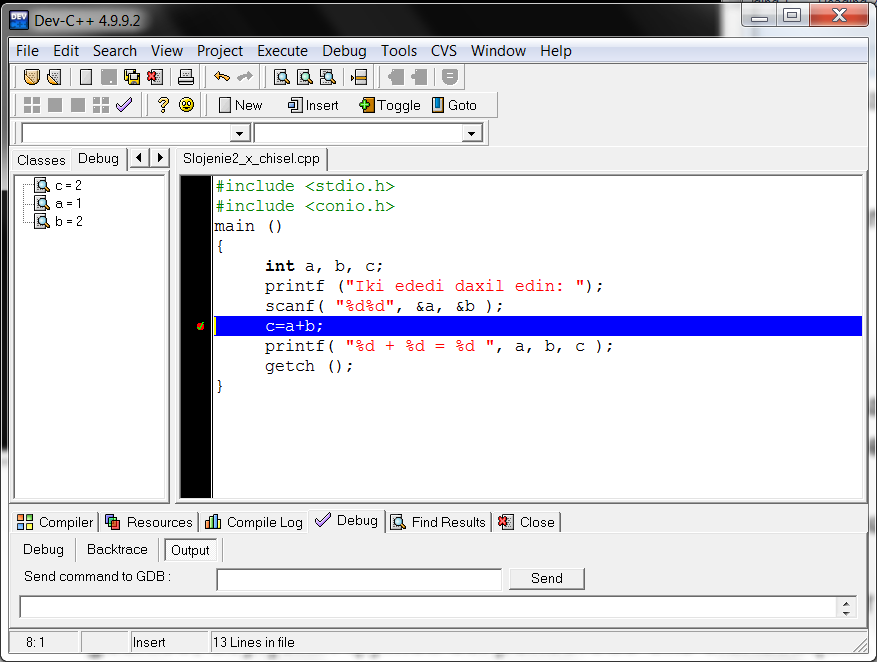 Dev-C++ 4.9.9.2
File Edit Search View Project Execute Debug Tools CVS Window Help
New Insert Toggle Goto
Classes Debug
c = 2
a = 1
b = 2
Slojenie2_x_chisel.cpp
#include <stdio.h>
#include <conio.h>
main ()
{
int a, b, c;
printf ("Iki ededi daxil edin: ");
scanf( "%d%d", &a, &b );
c=a+b;
printf( "%d + %d = %d ", a, b, c );
getch ();
}
Compiler Resources Compile Log Debug Find Results Close
Debug Backtrace Output
Send command to GDB : Send
8: 1 Insert 13 Lines in file